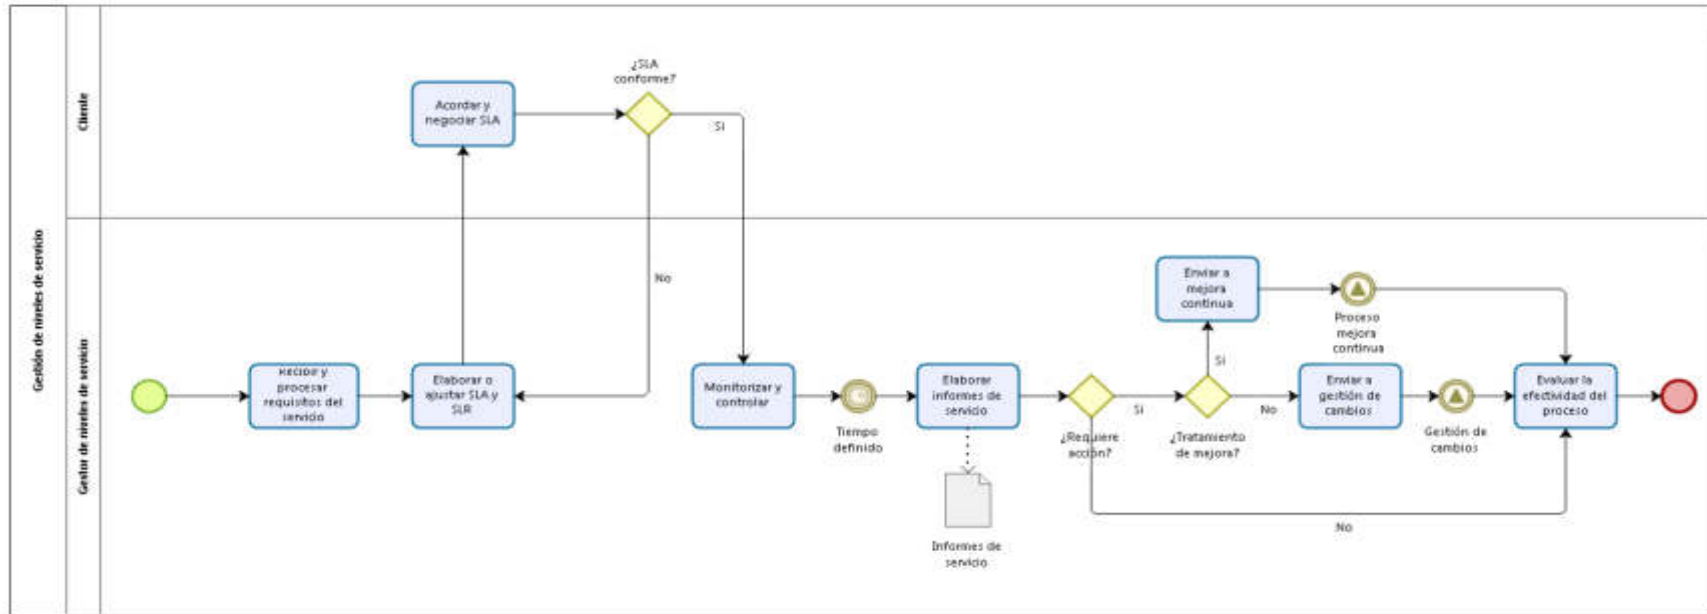 Gestión de niveles de servicio
Cliente
Gestor de niveles de servicio
¿SLA
conforme?
Acordar y
negociar SLA
Si
No
Recibir y
procesar
requisitos del
servicio
Elaborar o
ajustar SLA y
SLR
Monitorizar y
controlar
Tiempo
definido
Elaborar
informes de
servicio
Informes de
servicio
¿Requiere
acción?
Si
No
¿Tratamiento
de mejora?
Si
No
Enviar a
mejora
continua
Proceso
mejora
continua
Enviar a
gestión de
cambios
Gestión de
cambios
Evaluar la
efectividad del
proceso